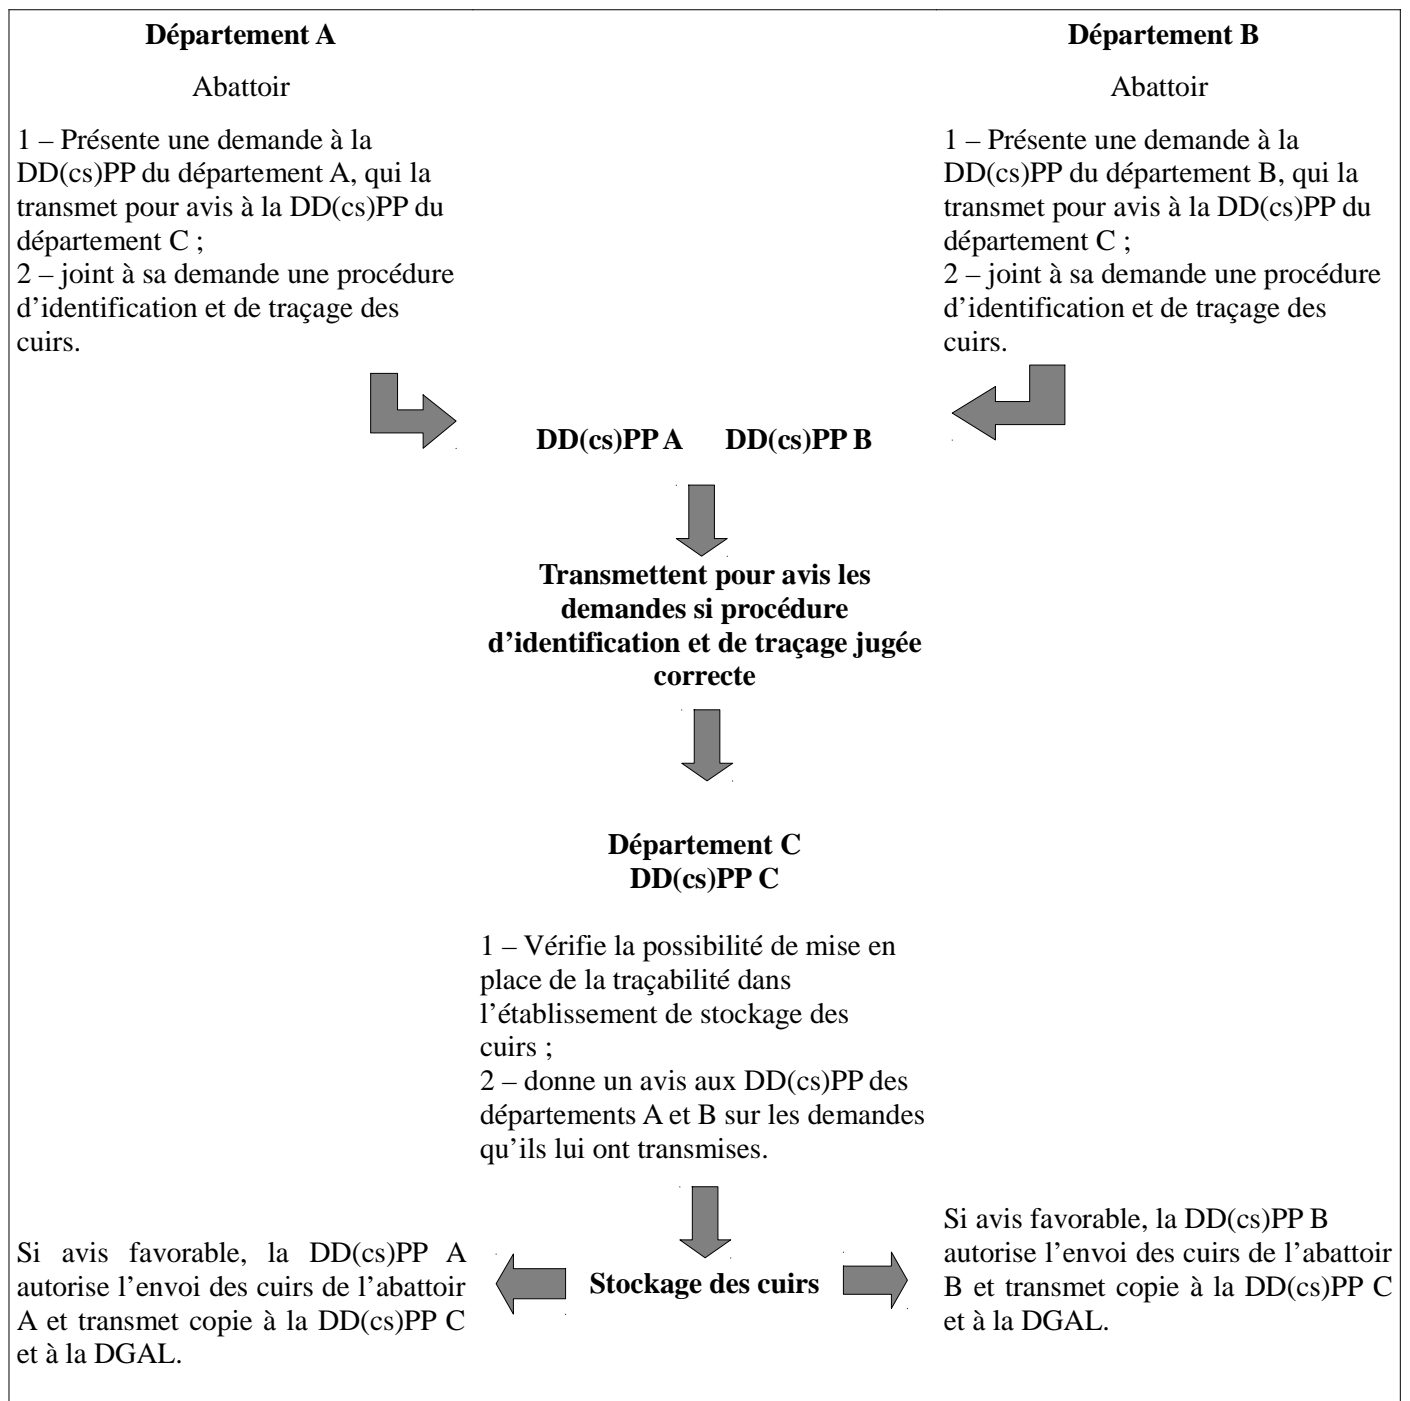 Département A
Abattoir
1 – Présente une demande à la
DD(cs)PP du département A, qui la
transmet pour avis à la DD(cs)PP du
département C ;
2 – joint à sa demande une procédure
d’identification et de traçage des
cuirs.
Département B
Abattoir
1 – Présente une demande à la
DD(cs)PP du département B, qui la
transmet pour avis à la DD(cs)PP du
département C ;
2 – joint à sa demande une procédure
d’identification et de traçage des
cuirs.
DD(cs)PP A DD(cs)PP B
Transmettent pour avis les
demandes si procédure
d’identification et de traçage jugée
correcte
Département C
DD(cs)PP C
1 – Vérifie la possibilité de mise en
place de la traçabilité dans
l’établissement de stockage des
cuirs ;
2 – donne un avis aux DD(cs)PP des
départements A et B sur les demandes
qu’ils lui ont transmises.
Si avis favorable, la DD(cs)PP A
autorise l’envoi des cuirs de l’abattoir
A et transmet copie à la DD(cs)PP C
et à la DGAL.
Stockage des cuirs
Si avis favorable, la DD(cs)PP B
autorise l’envoi des cuirs de l’abattoir
B et transmet copie à la DD(cs)PP C
et à la DGAL.